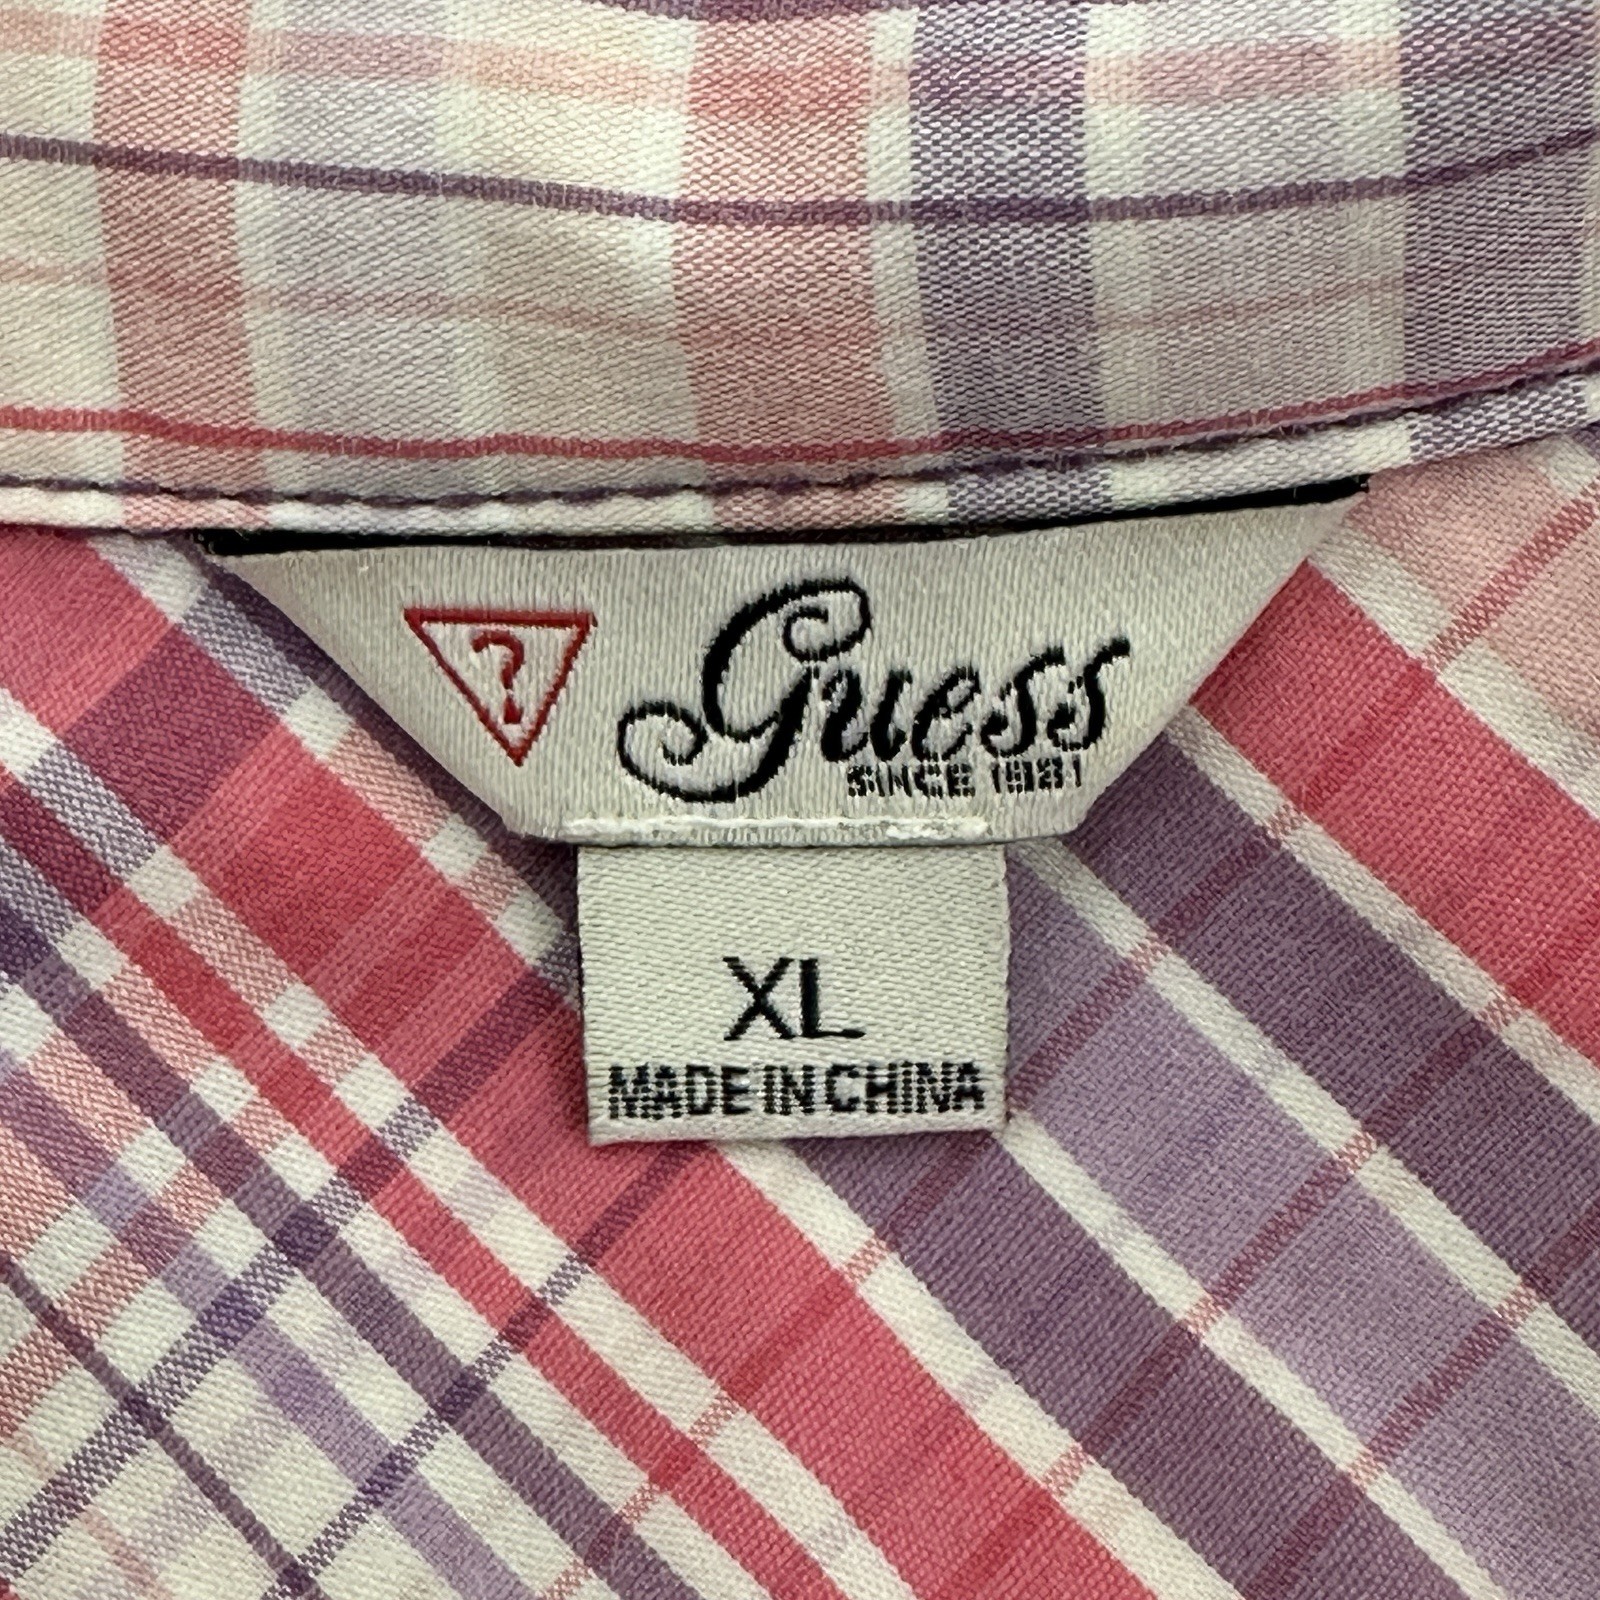 ?
Guess
SINCE 1981
XL
MADE IN CHINA